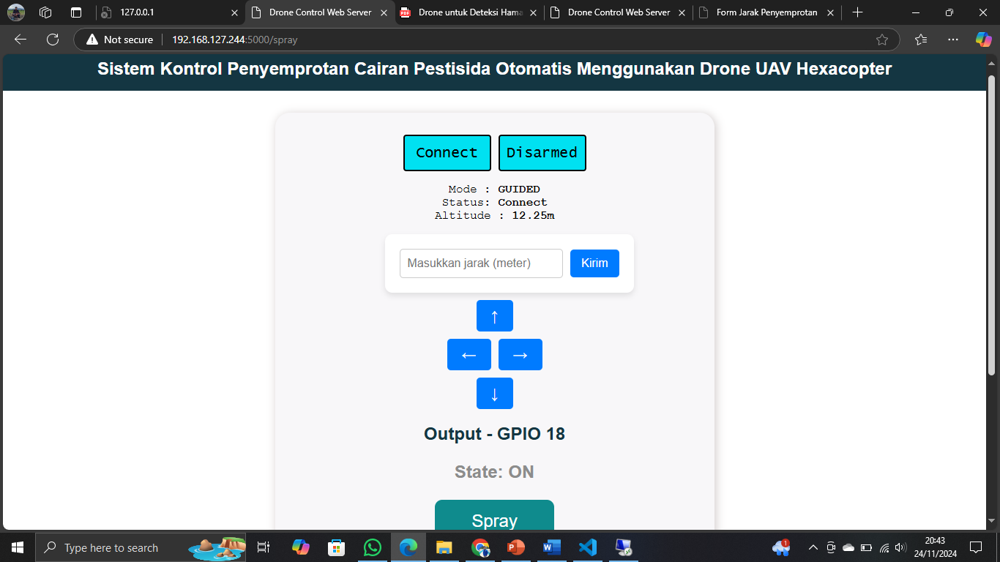 127.0.0.1
Drone Control Web Server
Drone untuk Deteksi Hama
Drone Control Web Server
Form Jarak Penyemprotan
Not secure
192.168.127.244:5000/spray
Sistem Kontrol Penyemprotan Cairan Pestisida Otomatis Menggunakan Drone UAV Hexacopter
Connect
Disarmed
Mode : GUIDED
Status: Connect
Altitude : 12.25m
Masukkan jarak (meter)
Kirim
↑
← →
↓
Output - GPIO 18
State: ON
Spray
Type here to search
1
20:43
24/11/2024